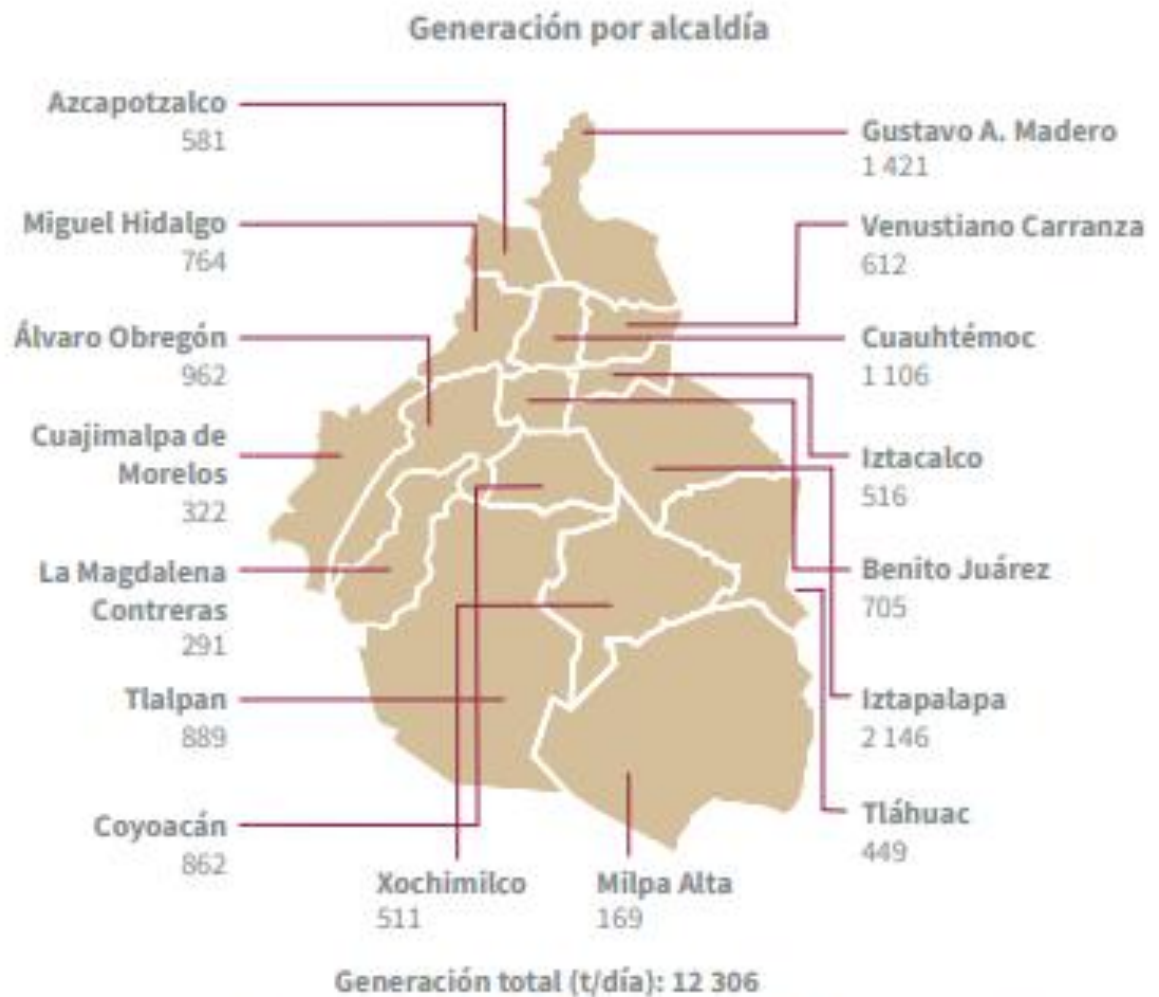 Generación por alcaldía
Azcapotzalco
581
Miguel Hidalgo
764
Álvaro Obregón
962
Cuajimalpa de
Morelos
322
La Magdalena
Contreras
291
Tlalpan
889
Coyoacán
862
Xochimilco
511
Milpa Alta
169
Gustavo A. Madero
1 421
Venustiano Carranza
612
Cuauhtémoc
1 106
Iztacalco
516
Benito Juárez
705
Iztapalapa
2 146
Tláhuac
449
Generación total (t/día): 12 306